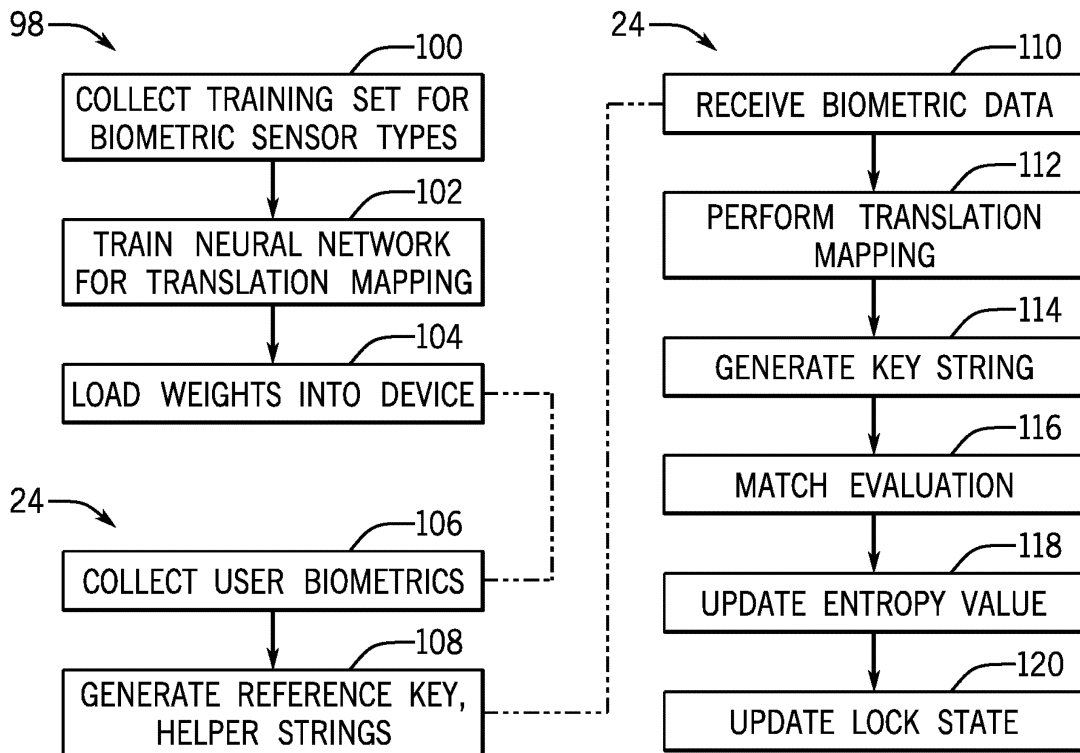 98
100
COLLECT TRAINING SET FOR
BIOMETRIC SENSOR TYPES
102
TRAIN NEURAL NETWORK
FOR TRANSLATION MAPPING
104
LOAD WEIGHTS INTO DEVICE
24
106
COLLECT USER BIOMETRICS
108
GENERATE REFERENCE KEY,
HELPER STRINGS
24
110
RECEIVE BIOMETRIC DATA
112
PERFORM TRANSLATION
MAPPING
114
GENERATE KEY STRING
116
MATCH EVALUATION
118
UPDATE ENTROPY VALUE
120
UPDATE LOCK STATE